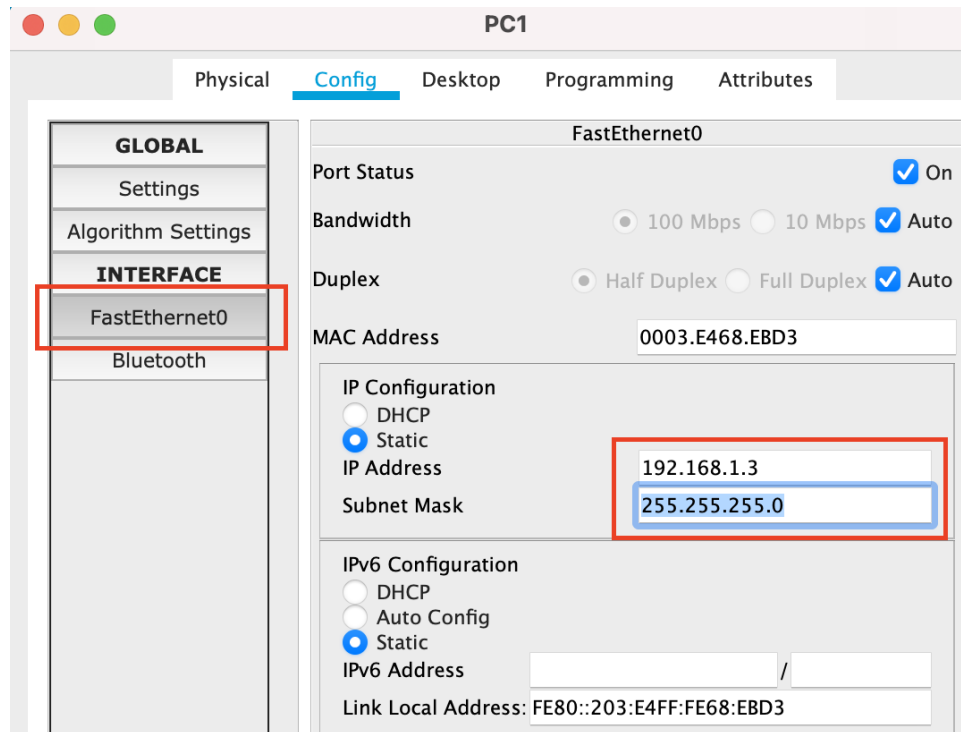 PC1
Physical Config Desktop Programming Attributes
GLOBAL
Settings
Algorithm Settings
INTERFACE
FastEthernet0
Bluetooth
FastEthernet0
Port Status On
Bandwidth 100 Mbps 10 Mbps Auto
Duplex Half Duplex Full Duplex Auto
MAC Address 0003.E468.EBD3
IP Configuration
DHCP
Static
IP Address 192.168.1.3
Subnet Mask 255.255.255.0
IPv6 Configuration
DHCP
Auto Config
Static
IPv6 Address /
Link Local Address: FE80::203:E4FF:FE68:EBD3